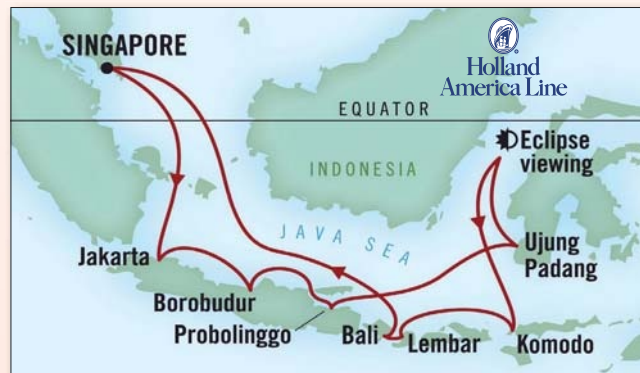 SINGAPORE
Holland
America Line
EQUATOR
Eclipse
viewing
INDONESIA
JAVA SEA
Ujung
Padang
Jakarta
Borobudur
Probolinggo
Bali
Lembar
Komodo